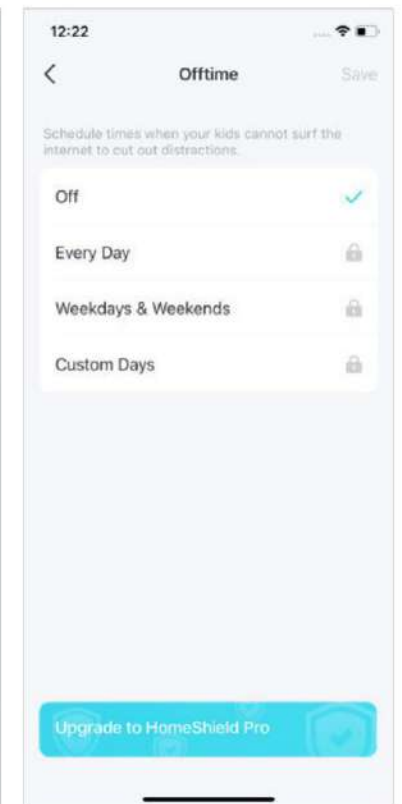 12:22
Offtime
Save
Schedule times when your kids cannot surf the
internet to cut out distractions.
Off
Every Day
Weekdays & Weekends
Custom Days
Upgrade to HomeShield Pro